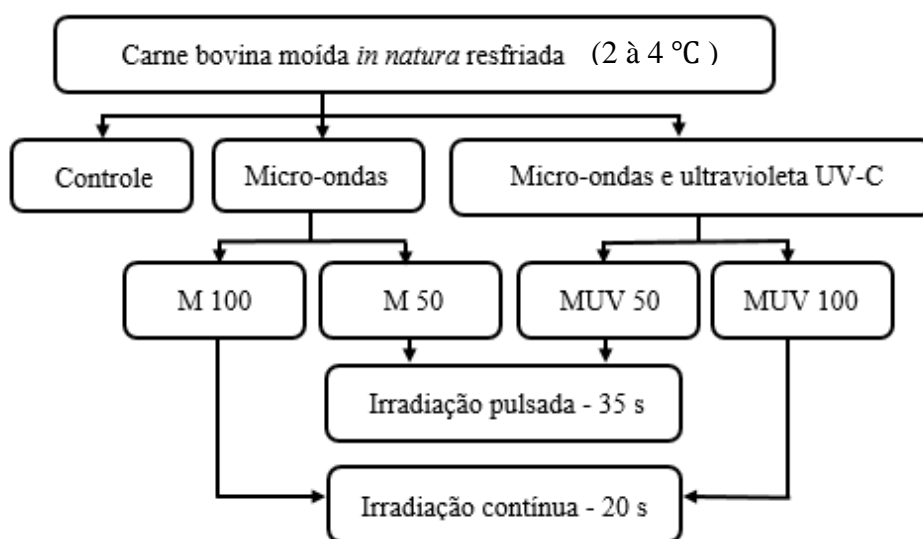 Carne bovina moída in natura resfriada (2 à 4 ℃ )
Controle
Micro-ondas
Micro-ondas e ultravioleta UV-C
M 100
M 50
MUV 50
MUV 100
Irradiação pulsada - 35 s
Irradiação contínua - 20 s